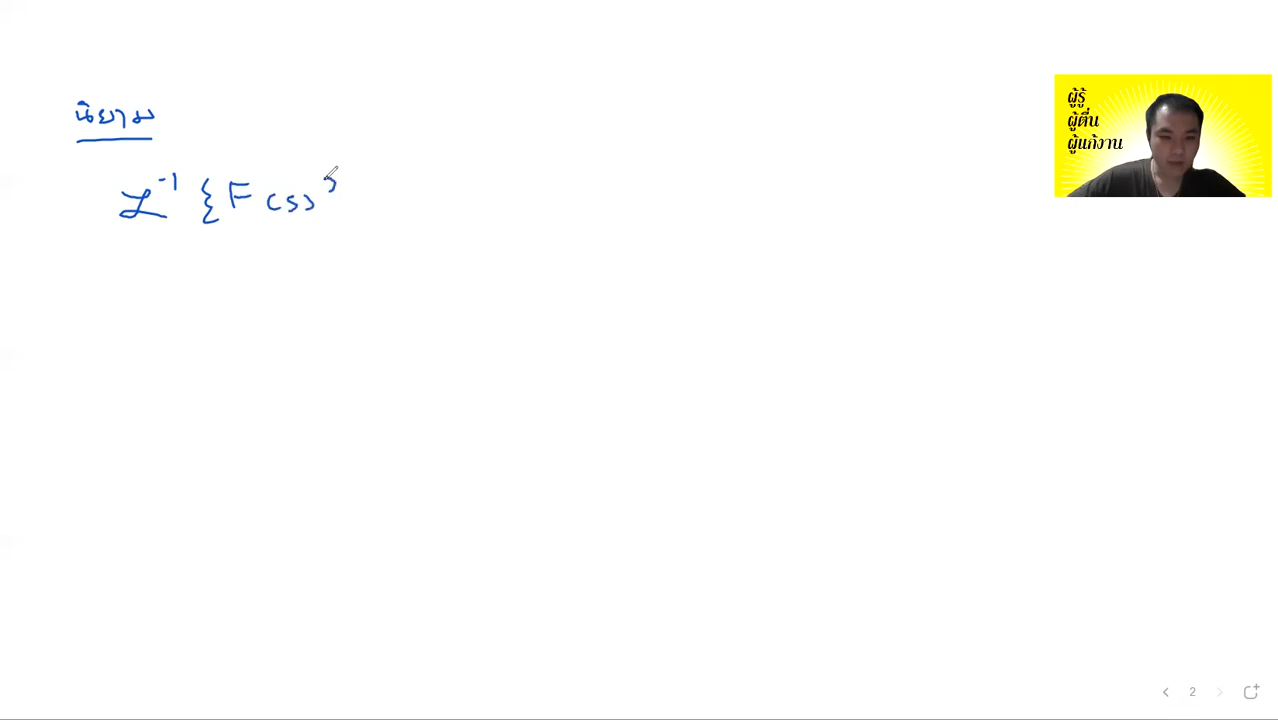 นิยาม
ℒ⁻¹ {F(s)
ผู้รู้
ผู้ตื่น
ผู้แก้งาน
2